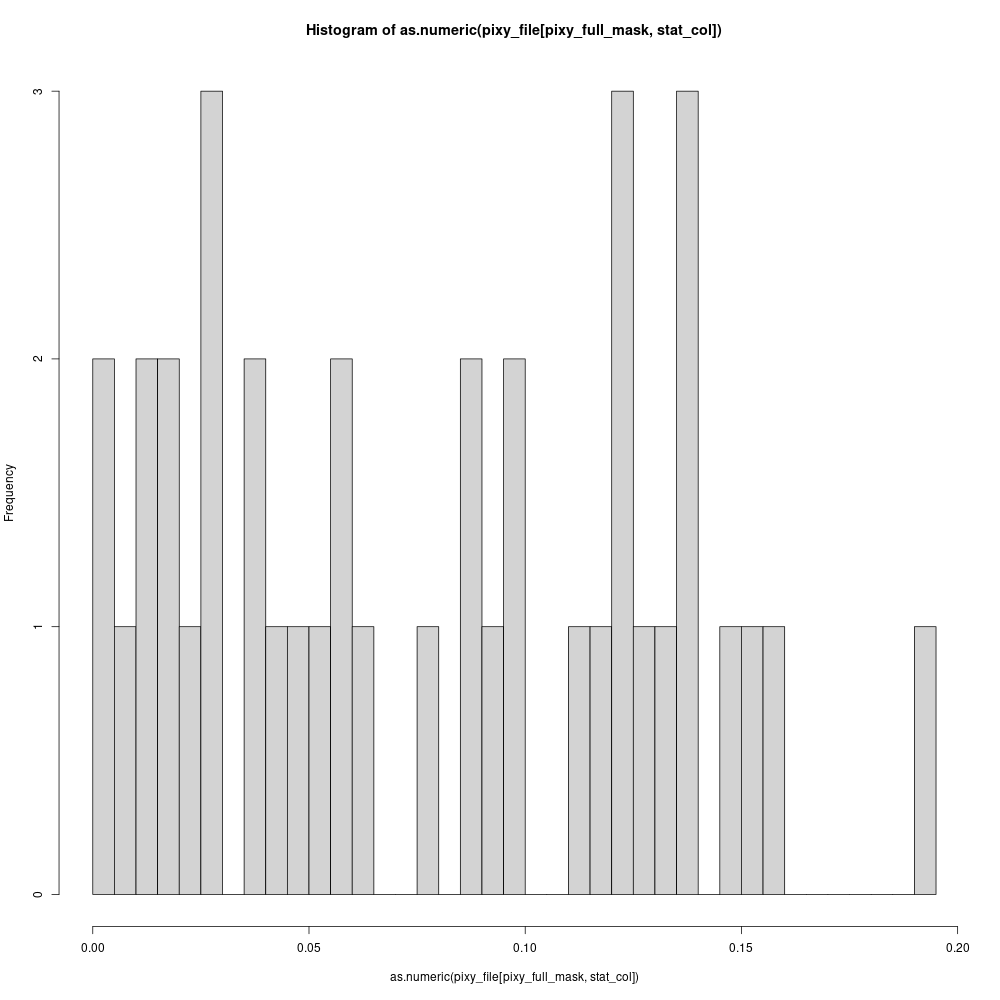 Histogram of as.numeric(pixy_file[pixy_full_mask, stat_col])
3
2
1
0
Frequency
0.00 0.05 0.10 0.15 0.20
as.numeric(pixy_file[pixy_full_mask, stat_col])